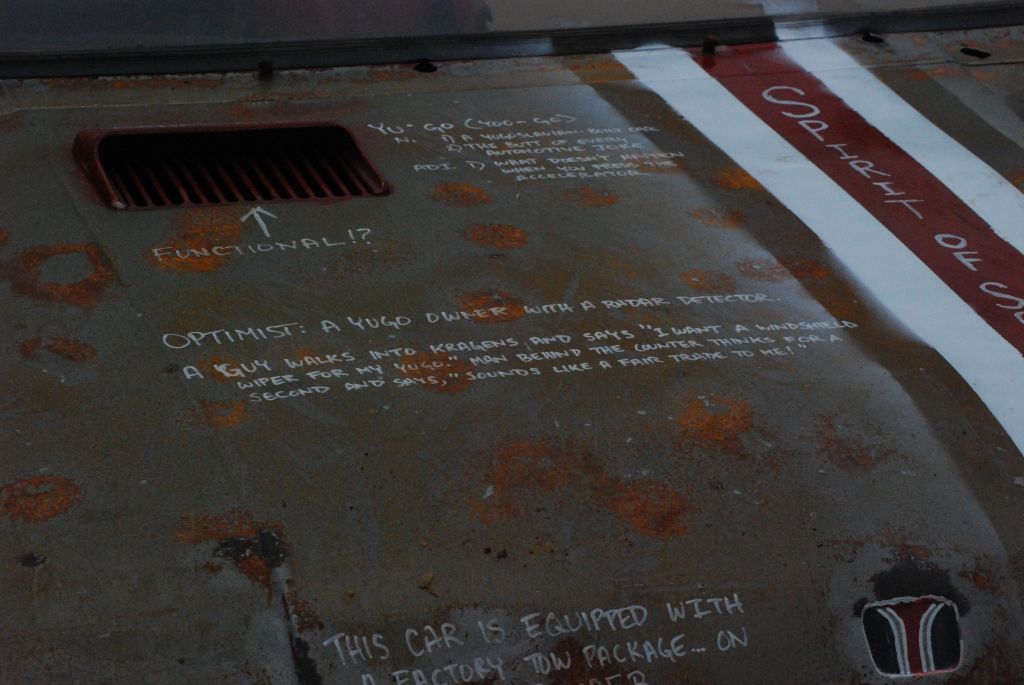 YU·GO (YOO-GO)
N. 1) A YUGOSLAVIAN-BUILT CAR
2) THE BUTT OF EVERY
AUTOMOTIVE JOKE
ADJ. 1) WHAT DOESN'T HAPPEN
WHEN YOU PRESS THE
ACCELERATOR
FUNCTIONAL!?
SPIRIT OF
OPTIMIST: A YUGO OWNER WITH A RADAR DETECTOR.
A GUY WALKS INTO KRAGENS AND SAYS "I WANT A WINDSHIELD
WIPER FOR MY YUGO." MAN BEHIND THE COUNTER THINKS FOR A
SECOND AND SAYS, "SOUNDS LIKE A FAIR TRADE TO ME!"
THIS CAR IS EQUIPPED WITH
A FACTORY TOW PACKAGE... ON